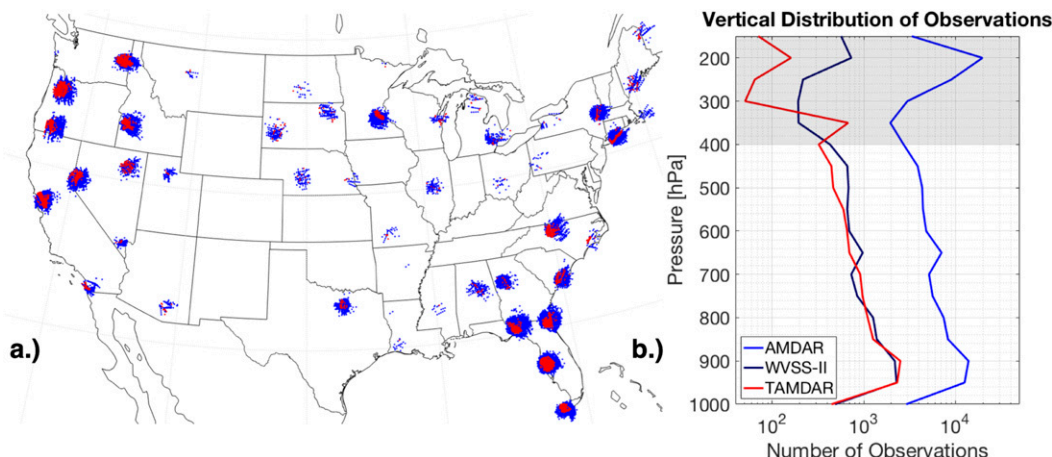 a.)
b.)
Vertical Distribution of Observations
Pressure [hPa]
200
300
400
500
600
700
800
900
1000
AMDAR
WVSS-II
TAMDAR
10² 10³ 10⁴
Number of Observations